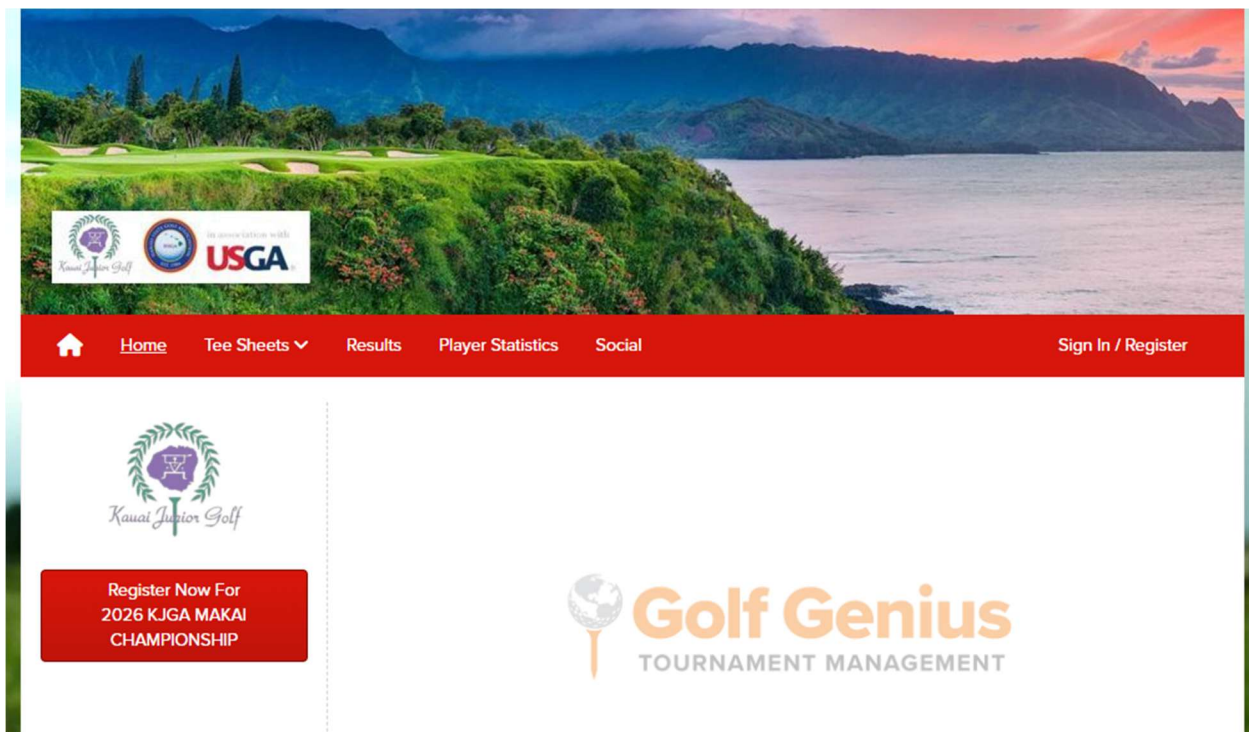 Kauai Junior Golf
in association with
USGA
Home
Tee Sheets
Results
Player Statistics
Social
Sign In / Register
Kauai Junior Golf
Register Now For
2026 KJGA MAKAI
CHAMPIONSHIP
Golf Genius
TOURNAMENT MANAGEMENT